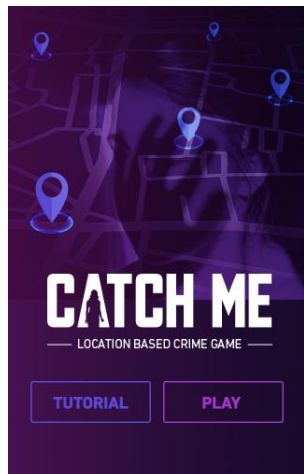 CATCH ME
LOCATION BASED CRIME GAME
TUTORIAL
PLAY